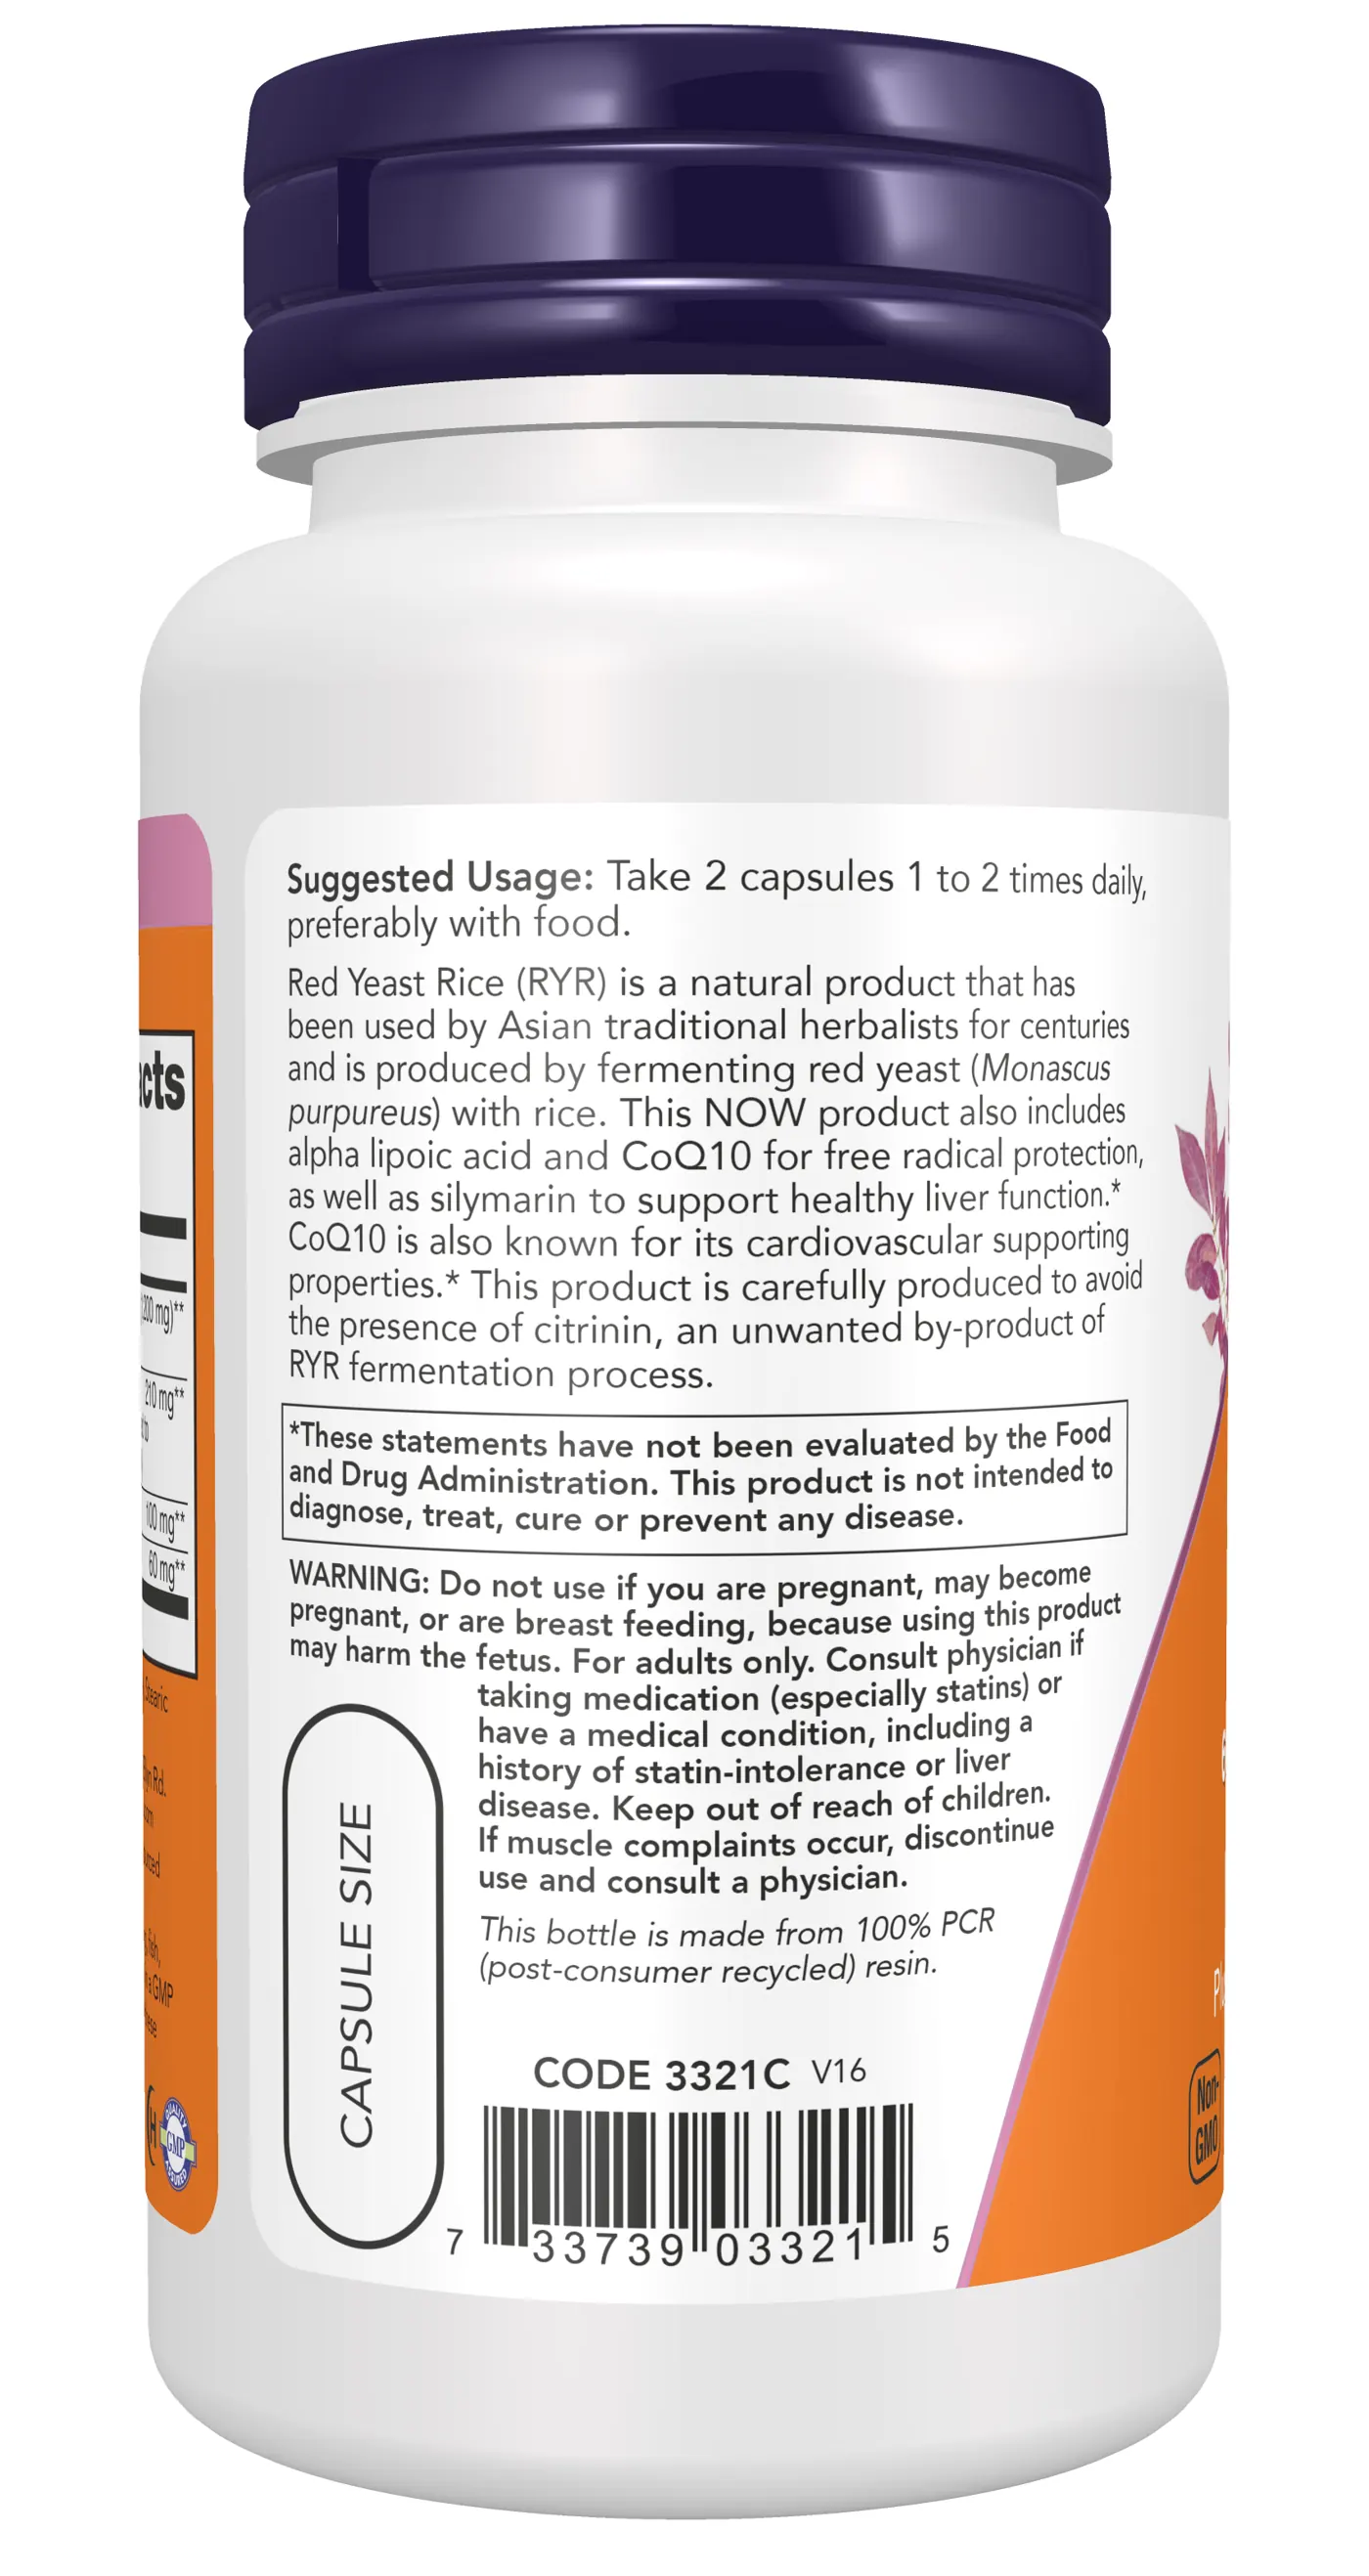 Suggested Usage: Take 2 capsules 1 to 2 times daily,
preferably with food.
Red Yeast Rice (RYR) is a natural product that has
been used by Asian traditional herbalists for centuries
and is produced by fermenting red yeast (Monascus
purpureus) with rice. This NOW product also includes
alpha lipoic acid and CoQ10 for free radical protection,
as well as silymarin to support healthy liver function.*
CoQ10 is also known for its cardiovascular supporting
properties.* This product is carefully produced to avoid
the presence of citrinin, an unwanted by-product of
RYR fermentation process.
*These statements have not been evaluated by the Food
and Drug Administration. This product is not intended to
diagnose, treat, cure or prevent any disease.
WARNING: Do not use if you are pregnant, may become
pregnant, or are breast feeding, because using this product
may harm the fetus. For adults only. Consult physician if
taking medication (especially statins) or
have a medical condition, including a
history of statin-intolerance or liver
disease. Keep out of reach of children.
If muscle complaints occur, discontinue
use and consult a physician.
This bottle is made from 100% PCR
(post-consumer recycled) resin.
CAPSULE SIZE
CODE 3321C V16
7 33739 03321 5
210 mg**
100 mg**
60 mg**
Stearic
Rd.
fish,
a GMP
QUALITY
GMP
ASSURED
Non-
GMO